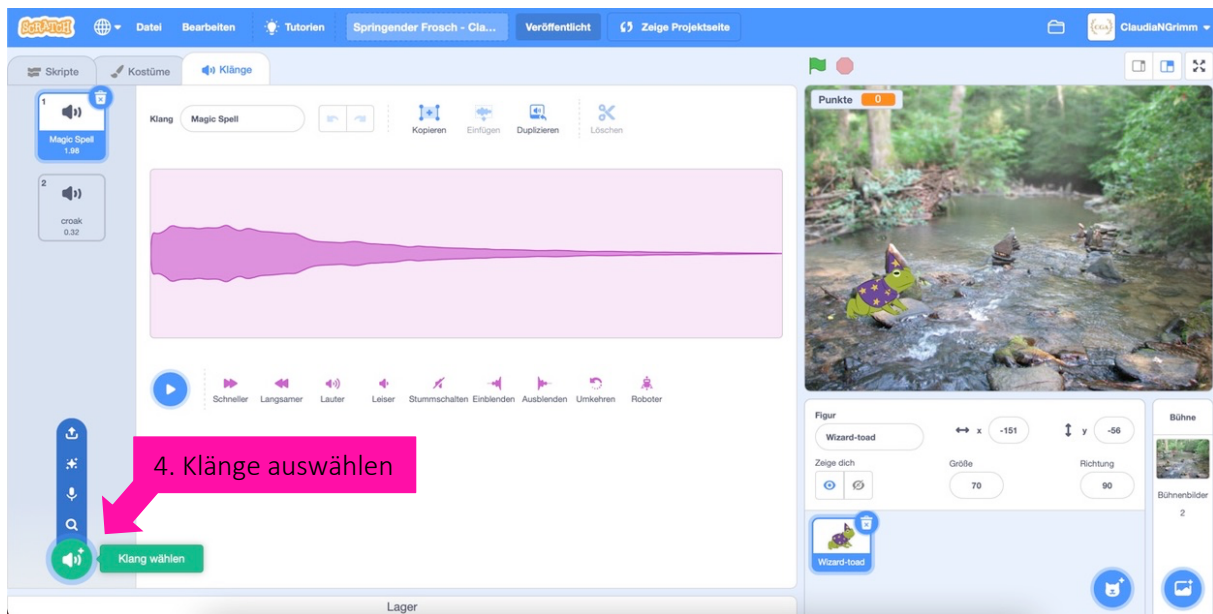 SCRATCH
Datei Bearbeiten Tutorien Springender Frosch - Cla... Veröffentlicht Zeige Projektseite ClaudiaNGrimm
Skripte Kostüme Klänge
1
Magic Spell
1.98
2
croak
0.32
Klang Magic Spell
Kopieren Einfügen Duplizieren Löschen
Schneller Langsamer Lauter Leiser Stummschalten Einblenden Ausblenden Umkehren Roboter
4. Klänge auswählen
Klang wählen
Lager
Punkte 0
Figur
Wizard-toad
x -151 y -56
Zeige dich Größe Richtung
70 90
Wizard-toad
Bühne
Bühnenbilder
2